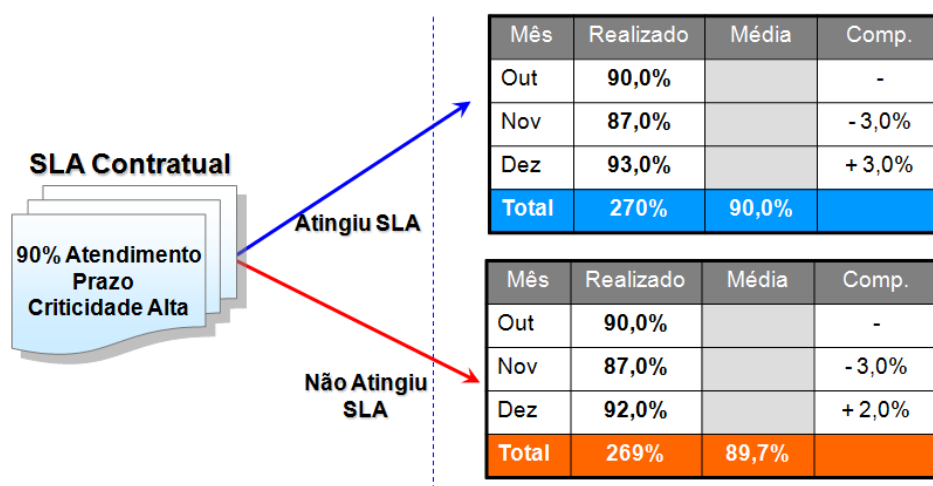 SLA Contratual
90% Atendimento
Prazo
Criticidade Alta
Atingiu SLA
Mês Realizado Média Comp.
Out 90,0% -
Nov 87,0% - 3,0%
Dez 93,0% + 3,0%
Total 270% 90,0%
Não Atingiu
SLA
Mês Realizado Média Comp.
Out 90,0% -
Nov 87,0% - 3,0%
Dez 92,0% + 2,0%
Total 269% 89,7%